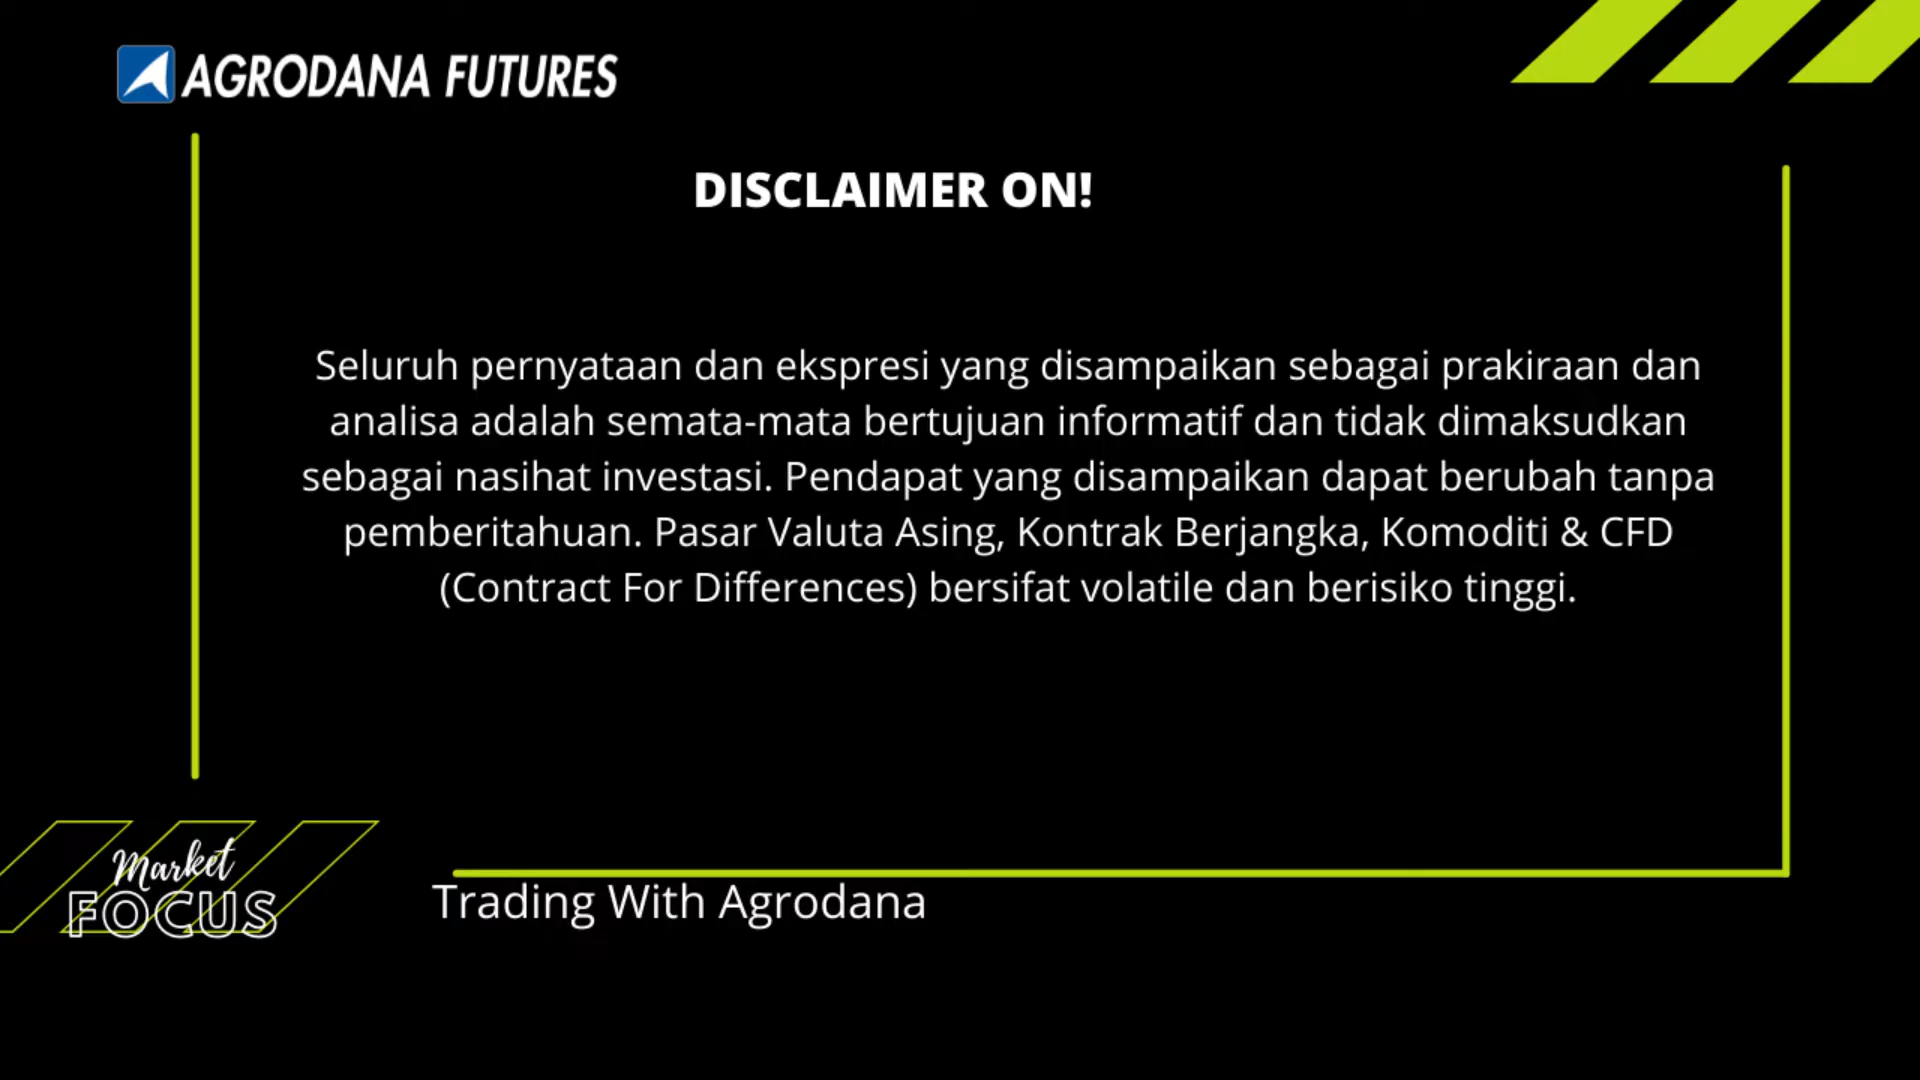 AGRODANA FUTURES
DISCLAIMER ON!
Seluruh pernyataan dan ekspresi yang disampaikan sebagai prakiraan dan
analisa adalah semata-mata bertujuan informatif dan tidak dimaksudkan
sebagai nasihat investasi. Pendapat yang disampaikan dapat berubah tanpa
pemberitahuan. Pasar Valuta Asing, Kontrak Berjangka, Komoditi & CFD
(Contract For Differences) bersifat volatile dan berisiko tinggi.
Market
FOCUS
Trading With Agrodana